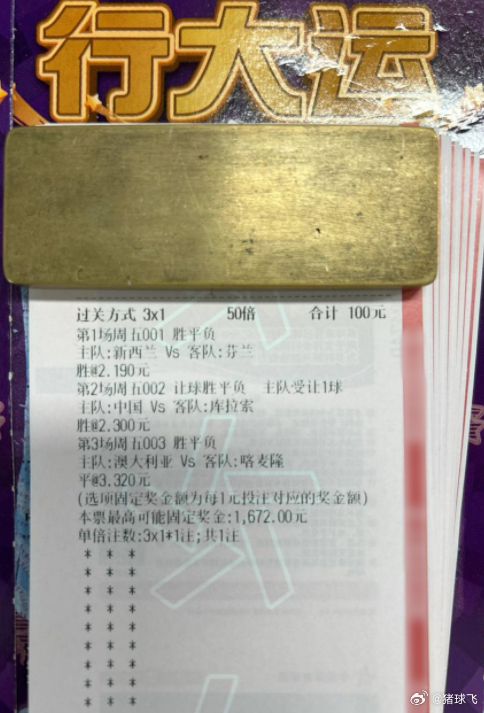 行大运
过关方式 3x1 50倍 合计 100元
第1场周五001 胜平负
主队:新西兰 Vs 客队:芬兰
胜@2.190元
第2场周五002 让球胜平负 主队受让1球
主队:中国 Vs 客队:库拉索
胜@2.300元
第3场周五003 胜平负
主队:澳大利亚 Vs 客队:喀麦隆
平@3.320元
(选项固定奖金额为每1元投注对应的奖金额)
本票最高可能固定奖金:1,672.00元
单倍注数:3x1*1注;共1注
* * *
* * *
* * *
* * *
* * *
* * *
* * *
* * *
* * *
@猪球飞